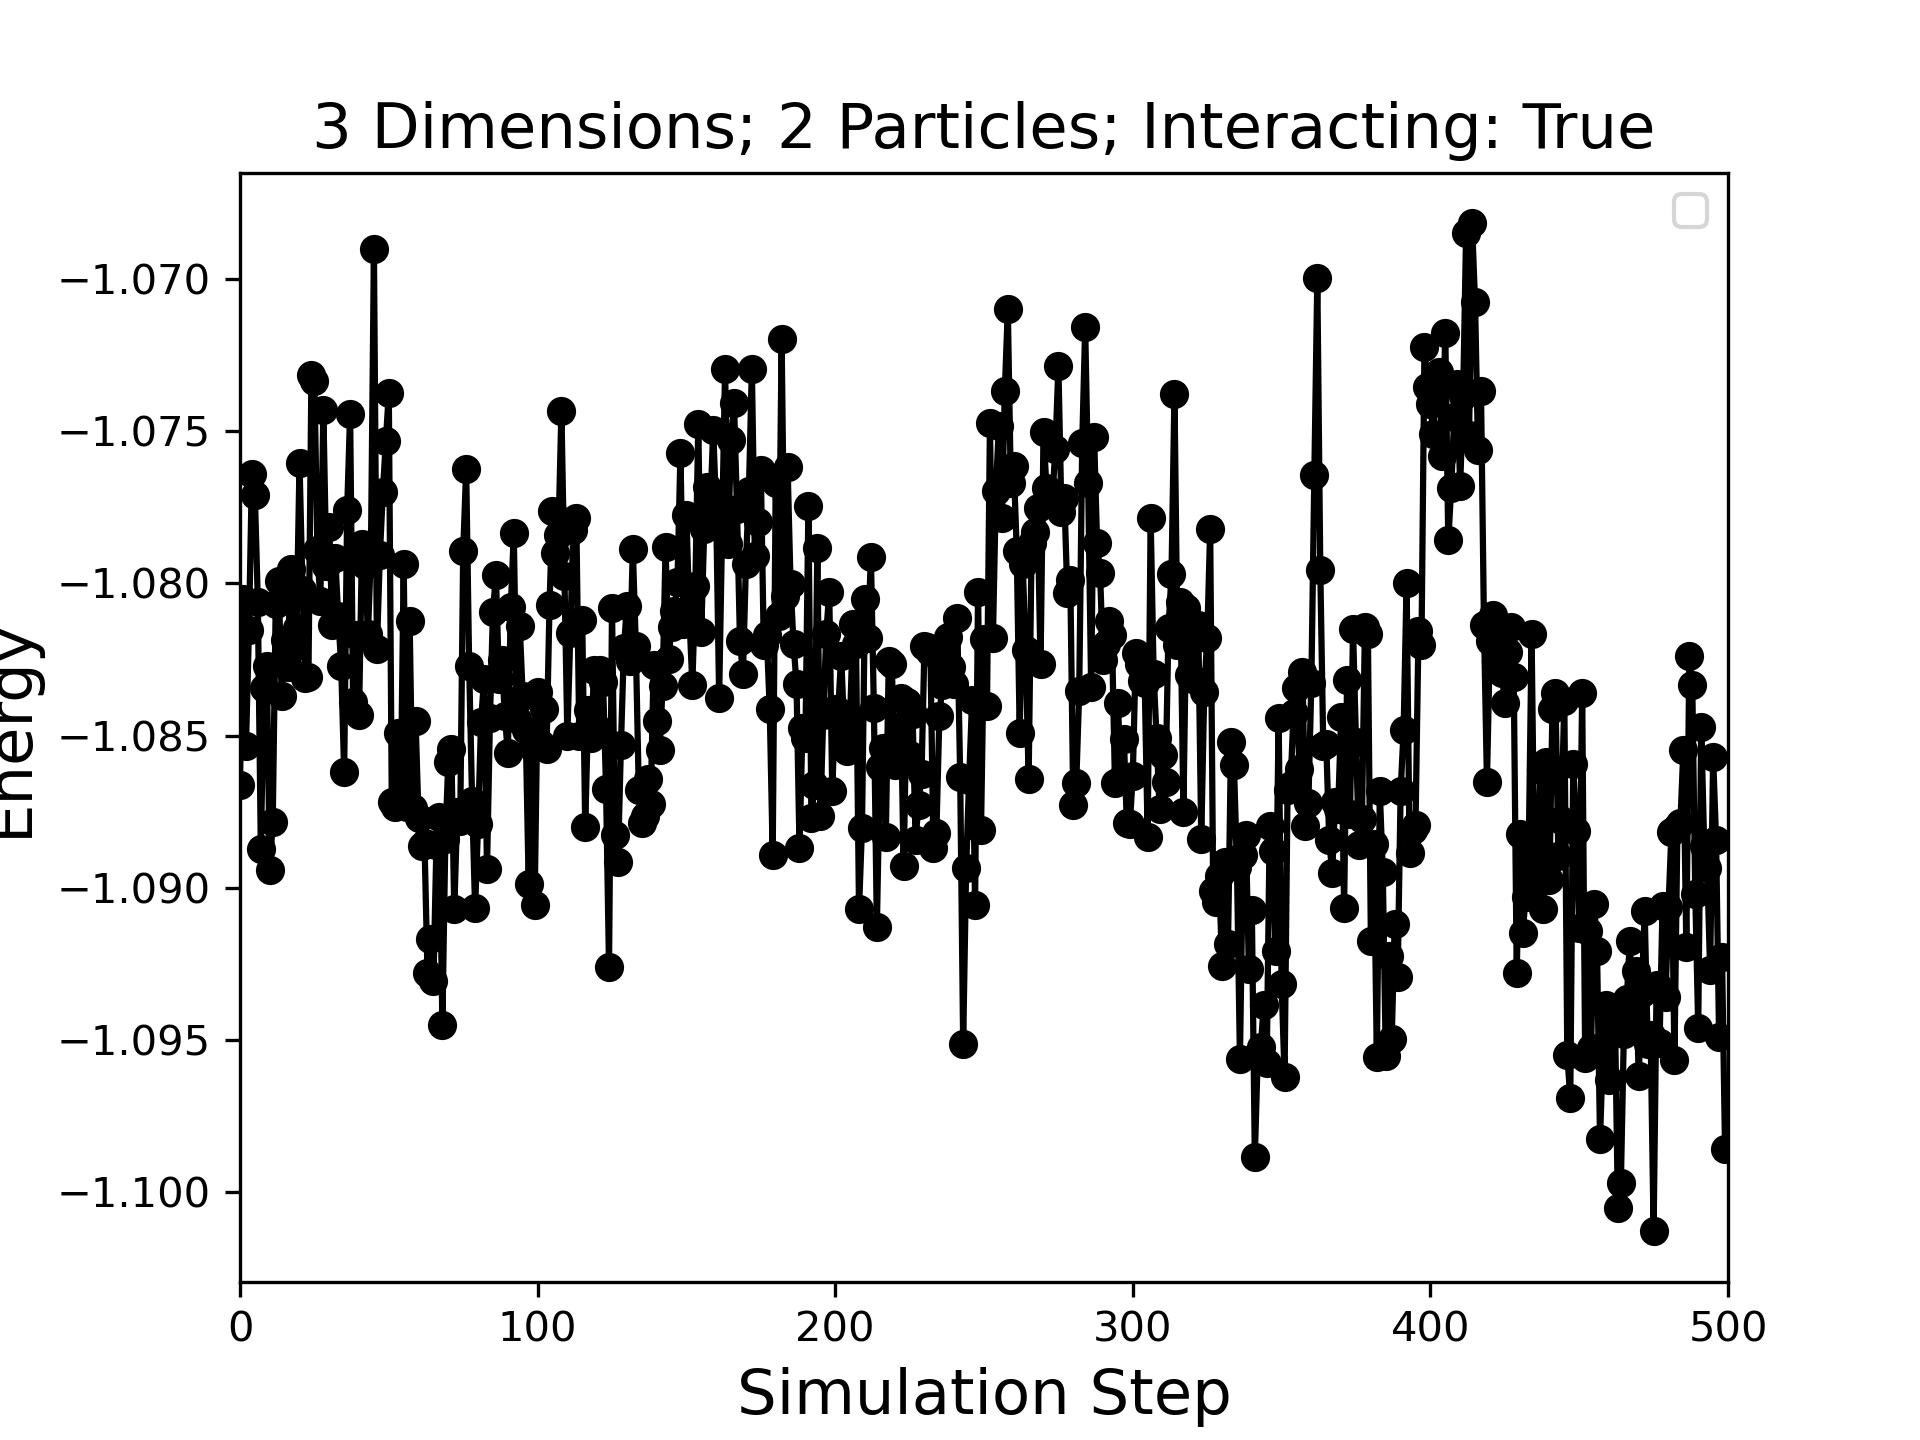 3 Dimensions; 2 Particles; Interacting: True
Energy
−1.070
−1.075
−1.080
−1.085
−1.090
−1.095
−1.100
0 100 200 300 400 500
Simulation Step